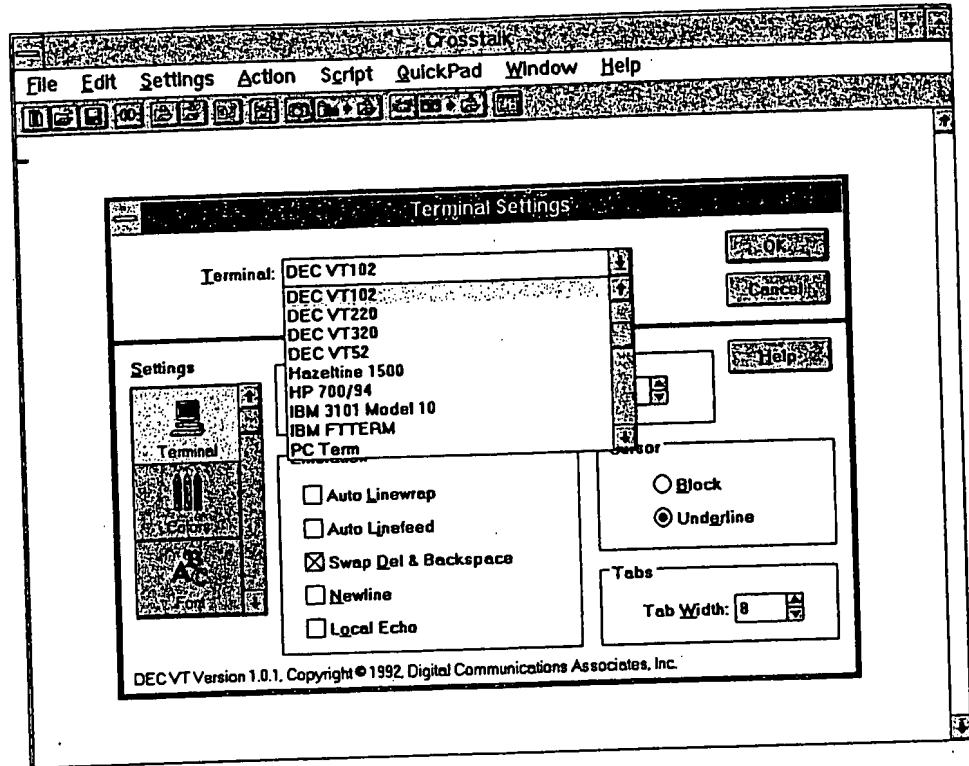 Crosstalk
File Edit Settings Action Script QuickPad Window Help
Terminal Settings
Terminal: DEC VT102
OK
Cancel
Help
DEC VT102
DEC VT220
DEC VT320
DEC VT52
Hazeltine 1500
HP 700/94
IBM 3101 Model 10
IBM FTTERM
PC Term
Settings
Terminal
Colors
ABC
Font
Auto Linewrap
Auto Linefeed
Swap Del & Backspace
Newline
Local Echo
Cursor
Block
Underline
Tabs
Tab Width: 8
DEC VT Version 1.0.1, Copyright © 1992, Digital Communications Associates, Inc.